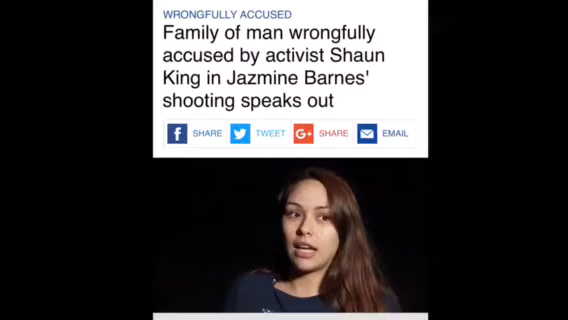 WRONGFULLY ACCUSED
Family of man wrongfully
accused by activist Shaun
King in Jazmine Barnes'
shooting speaks out
f SHARE TWEET G+ SHARE EMAIL